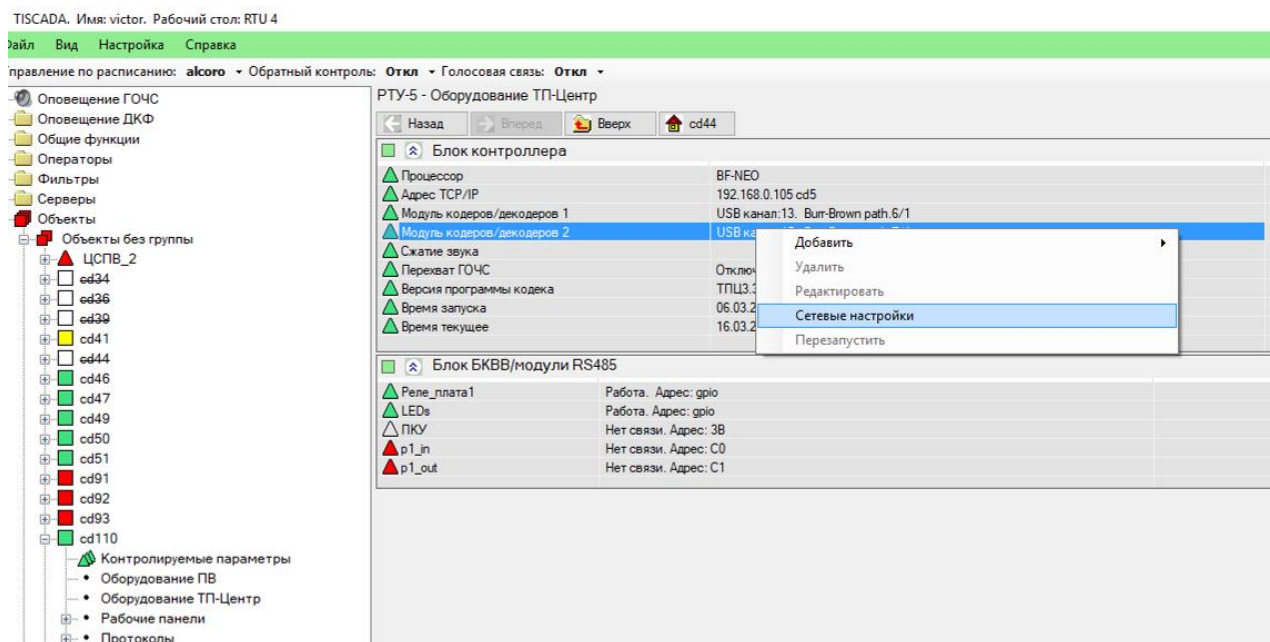 TISCADA. Имя: victor. Рабочий стол: RTU 4
Файл Вид Настройка Справка
правление по расписанию: alcoro Обратный контроль: Откл Голосовая связь: Откл
Оповещение ГОЧС
Оповещение ДКФ
Общие функции
Операторы
Фильтры
Серверы
Объекты
Объекты без группы
ЦСПВ_2
cd34
cd36
cd39
cd41
cd44
cd46
cd47
cd49
cd50
cd51
cd91
cd92
cd93
cd110
Контролируемые параметры
Оборудование ПВ
Оборудование ТП-Центр
Рабочие панели
Протоколы
РТУ-5 - Оборудование ТП-Центр
Назад Вперед Вверх cd44
Блок контроллера
Процессор BF-NEO
Адрес TCP/IP 192.168.0.105 cd5
Модуль кодеров/декодеров 1 USB канал:13. Burr-Brown path.6/1
Модуль кодеров/декодеров 2 USB ка
Сжатие звука
Перехват ГОЧС Отклю
Версия программы кодека ТПЦ3.3
Время запуска 06.03.2
Время текущее 16.03.2
Добавить
Удалить
Редактировать
Сетевые настройки
Перезапустить
Блок БКВВ/модули RS485
Реле_плата1 Работа. Адрес: gpio
LEDs Работа. Адрес: gpio
ПКУ Нет связи. Адрес: 3B
p1_in Нет связи. Адрес: C0
p1_out Нет связи. Адрес: C1